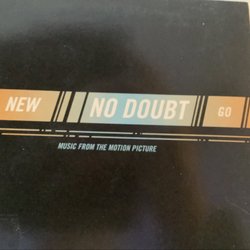 NEW NO DOUBT GO
MUSIC FROM THE MOTION PICTURE